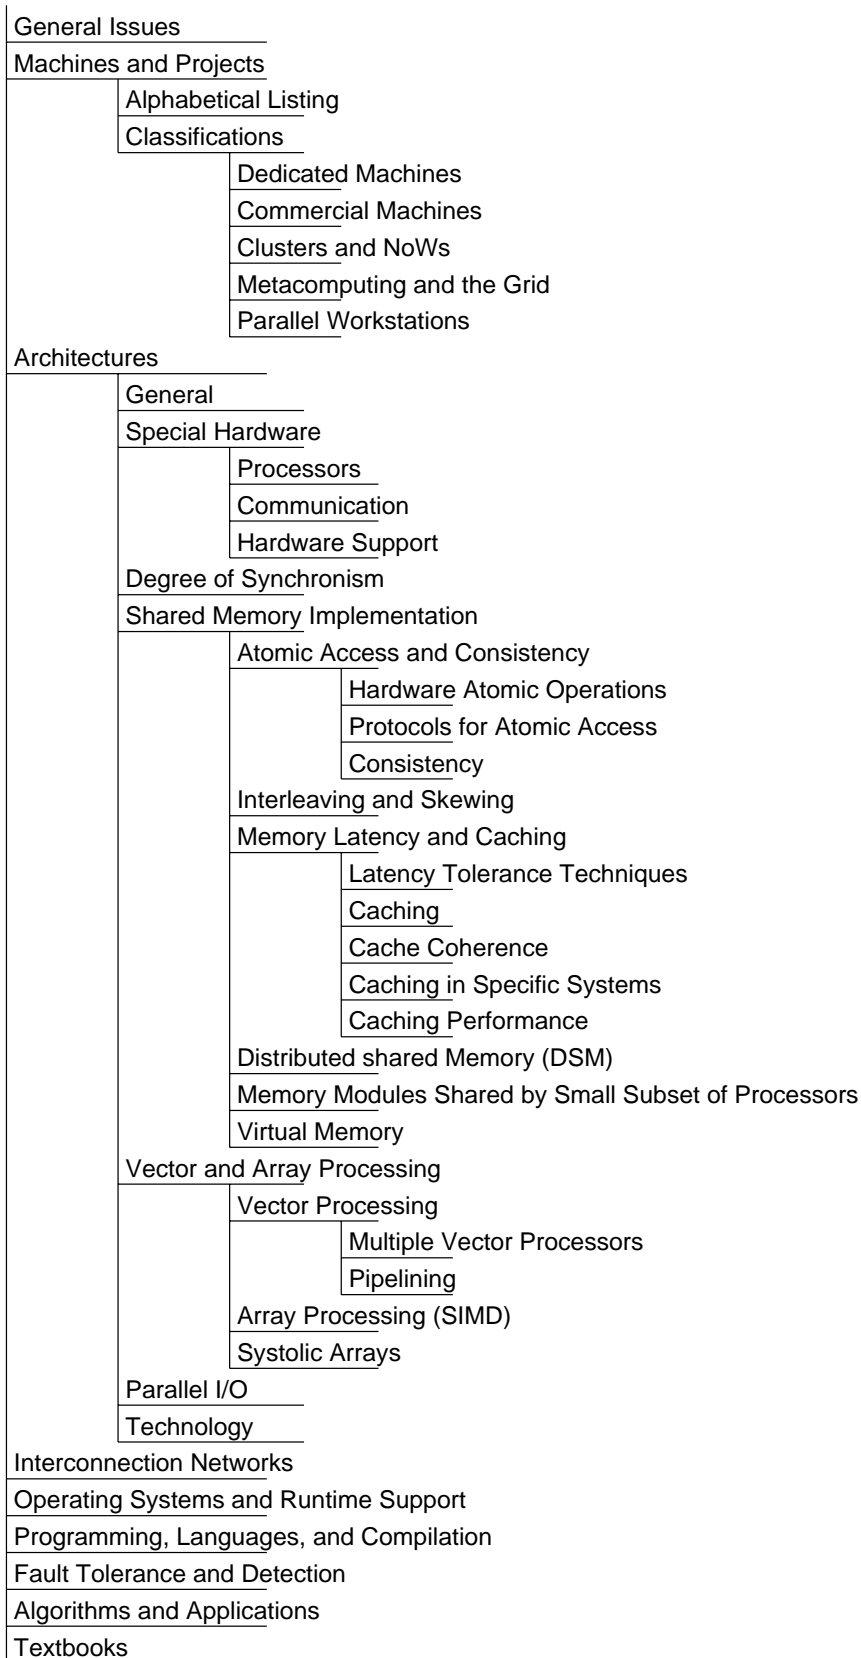 General Issues
Machines and Projects
Alphabetical Listing
Classifications
Dedicated Machines
Commercial Machines
Clusters and NoWs
Metacomputing and the Grid
Parallel Workstations
Architectures
General
Special Hardware
Processors
Communication
Hardware Support
Degree of Synchronism
Shared Memory Implementation
Atomic Access and Consistency
Hardware Atomic Operations
Protocols for Atomic Access
Consistency
Interleaving and Skewing
Memory Latency and Caching
Latency Tolerance Techniques
Caching
Cache Coherence
Caching in Specific Systems
Caching Performance
Distributed shared Memory (DSM)
Memory Modules Shared by Small Subset of Processors
Virtual Memory
Vector and Array Processing
Vector Processing
Multiple Vector Processors
Pipelining
Array Processing (SIMD)
Systolic Arrays
Parallel I/O
Technology
Interconnection Networks
Operating Systems and Runtime Support
Programming, Languages, and Compilation
Fault Tolerance and Detection
Algorithms and Applications
Textbooks